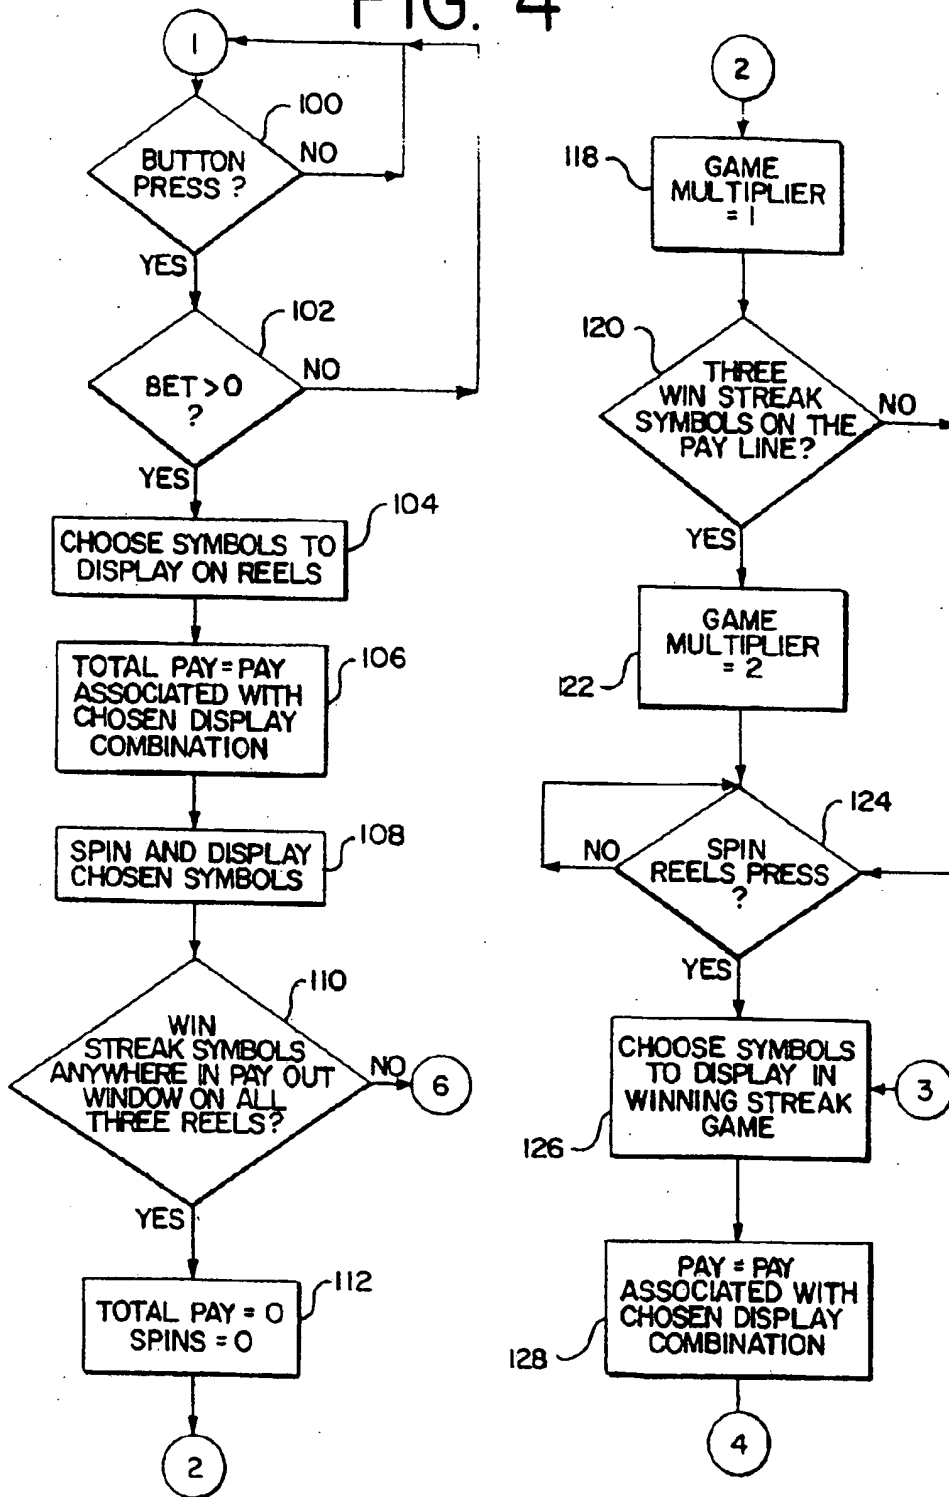 FIG. 4
1
100
BUTTON
PRESS ?
NO
YES
102
BET > 0
?
NO
YES
104
CHOOSE SYMBOLS TO
DISPLAY ON REELS
106
TOTAL PAY = PAY
ASSOCIATED WITH
CHOSEN DISPLAY
COMBINATION
108
SPIN AND DISPLAY
CHOSEN SYMBOLS
110
WIN
STREAK SYMBOLS
ANYWHERE IN PAY OUT
WINDOW ON ALL
THREE REELS?
NO
6
YES
112
TOTAL PAY = 0
SPINS = 0
2
2
118
GAME
MULTIPLIER
= 1
120
THREE
WIN STREAK
SYMBOLS ON THE
PAY LINE?
NO
YES
GAME
MULTIPLIER
= 2
122
124
NO
SPIN
REELS PRESS
?
YES
CHOOSE SYMBOLS
TO DISPLAY IN
WINNING STREAK
GAME
3
126
PAY = PAY
ASSOCIATED WITH
CHOSEN DISPLAY
COMBINATION
128
4